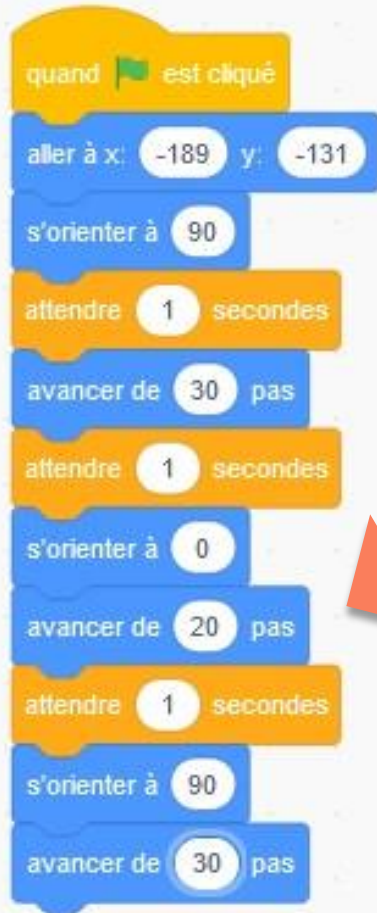 quand est cliqué
aller à x: -189 y: -131
s'orienter à 90
attendre 1 secondes
avancer de 30 pas
attendre 1 secondes
s'orienter à 0
avancer de 20 pas
attendre 1 secondes
s'orienter à 90
avancer de 30 pas